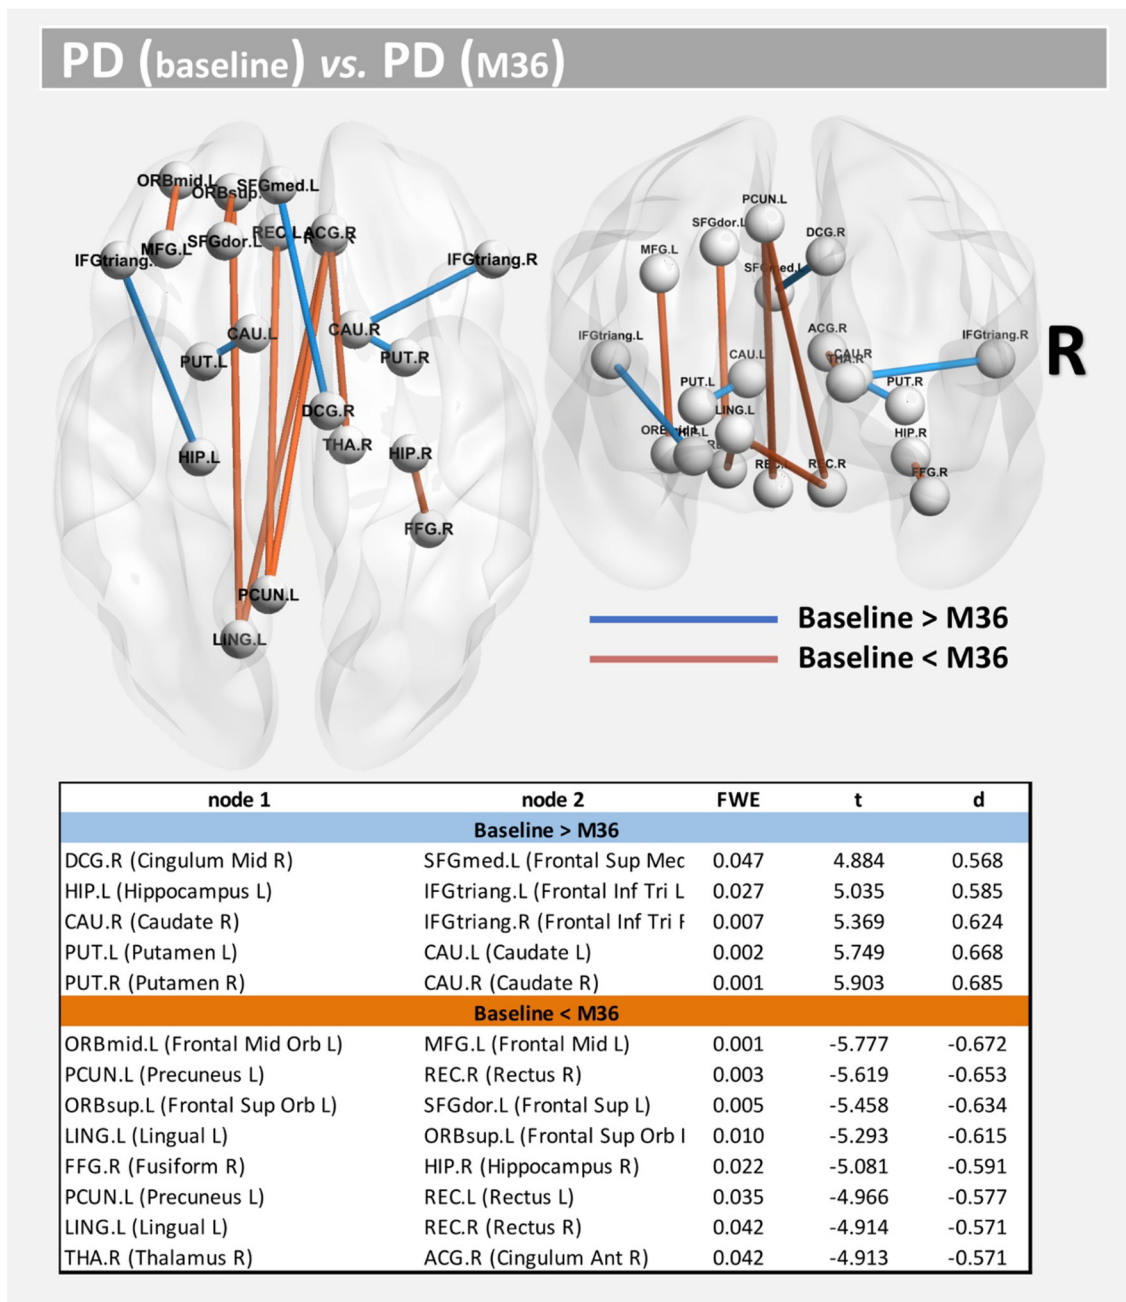 PD (baseline) vs. PD (M36)
ORBmid.L
ORBsup.
SFGmed.L
MFG.L
SFGdor.L
REC.L
ACG.R
IFGtriang.
IFGtriang.R
CAU.L
CAU.R
PUT.L
PUT.R
DCG.R
THA.R
HIP.L
HIP.R
FFG.R
PCUN.L
LING.L
PCUN.L
SFGdor.L
DCG.R
MFG.L
SFGmed.L
IFGtriang.L
ACG.R
CAU.R
THA.R
IFGtriang.R
CAU.L
PUT.L
PUT.R
LING.L
HIP.L
HIP.R
REC.L
REC.R
FFG.R
R
Baseline > M36
Baseline < M36
node 1 node 2 FWE t d
Baseline > M36
DCG.R (Cingulum Mid R) SFGmed.L (Frontal Sup Mec 0.047 4.884 0.568
HIP.L (Hippocampus L) IFGtriang.L (Frontal Inf Tri L 0.027 5.035 0.585
CAU.R (Caudate R) IFGtriang.R (Frontal Inf Tri 0.007 5.369 0.624
PUT.L (Putamen L) CAU.L (Caudate L) 0.002 5.749 0.668
PUT.R (Putamen R) CAU.R (Caudate R) 0.001 5.903 0.685
Baseline < M36
ORBmid.L (Frontal Mid Orb L) MFG.L (Frontal Mid L) 0.001 -5.777 -0.672
PCUN.L (Precuneus L) REC.R (Rectus R) 0.003 -5.619 -0.653
ORBsup.L (Frontal Sup Orb L) SFGdor.L (Frontal Sup L) 0.005 -5.458 -0.634
LING.L (Lingual L) ORBsup.L (Frontal Sup Orb 0.010 -5.293 -0.615
FFG.R (Fusiform R) HIP.R (Hippocampus R) 0.022 -5.081 -0.591
PCUN.L (Precuneus L) REC.L (Rectus L) 0.035 -4.966 -0.577
LING.L (Lingual L) REC.R (Rectus R) 0.042 -4.914 -0.571
THA.R (Thalamus R) ACG.R (Cingulum Ant R) 0.042 -4.913 -0.571